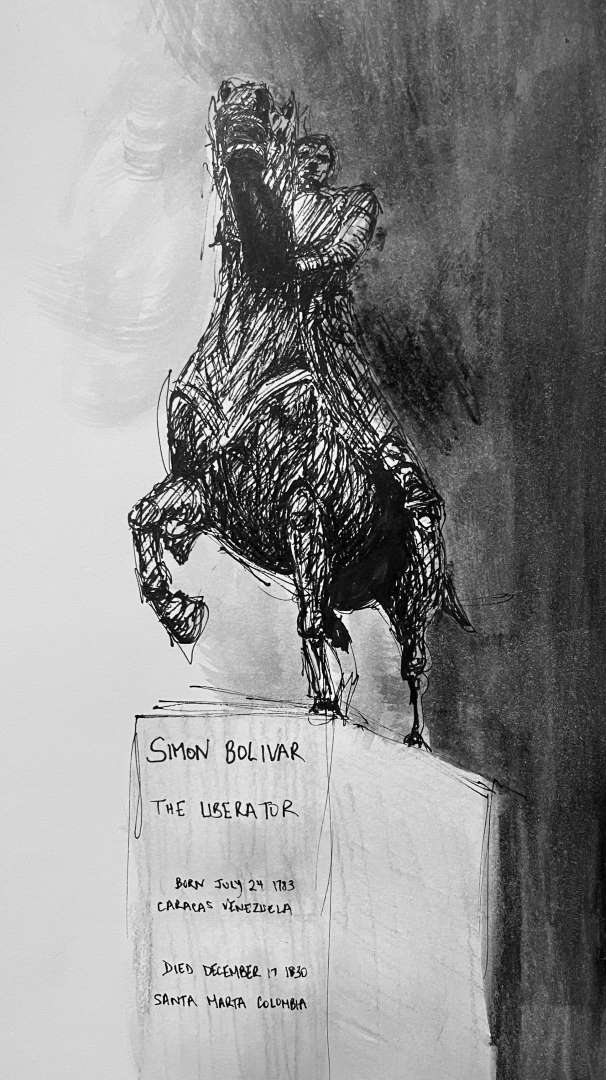 SIMON BOLIVAR
THE LIBERATOR
BORN JULY 24 1783
CARACAS VENEZUELA
DIED DECEMBER 17 1830
SANTA MARTA COLOMBIA